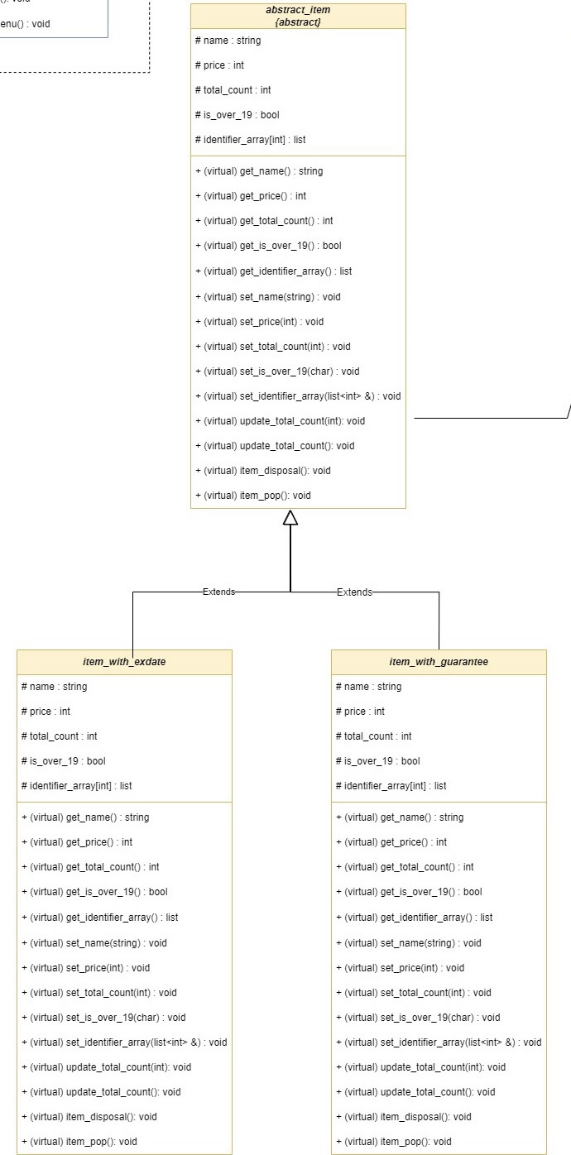 enu() : void
abstract_item
{abstract}
# name : string
# price : int
# total_count : int
# is_over_19 : bool
# identifier_array[int] : list
+ (virtual) get_name() : string
+ (virtual) get_price() : int
+ (virtual) get_total_count() : int
+ (virtual) get_is_over_19() : bool
+ (virtual) get_identifier_array() : list
+ (virtual) set_name(string) : void
+ (virtual) set_price(int) : void
+ (virtual) set_total_count(int) : void
+ (virtual) set_is_over_19(char) : void
+ (virtual) set_identifier_array(list<int> &) : void
+ (virtual) update_total_count(int): void
+ (virtual) update_total_count(): void
+ (virtual) item_disposal(): void
+ (virtual) item_pop(): void
Extends
Extends
item_with_exdate
# name : string
# price : int
# total_count : int
# is_over_19 : bool
# identifier_array[int] : list
+ (virtual) get_name() : string
+ (virtual) get_price() : int
+ (virtual) get_total_count() : int
+ (virtual) get_is_over_19() : bool
+ (virtual) get_identifier_array() : list
+ (virtual) set_name(string) : void
+ (virtual) set_price(int) : void
+ (virtual) set_total_count(int) : void
+ (virtual) set_is_over_19(char) : void
+ (virtual) set_identifier_array(list<int> &) : void
+ (virtual) update_total_count(int): void
+ (virtual) update_total_count(): void
+ (virtual) item_disposal(): void
+ (virtual) item_pop(): void
item_with_guarantee
# name : string
# price : int
# total_count : int
# is_over_19 : bool
# identifier_array[int] : list
+ (virtual) get_name() : string
+ (virtual) get_price() : int
+ (virtual) get_total_count() : int
+ (virtual) get_is_over_19() : bool
+ (virtual) get_identifier_array() : list
+ (virtual) set_name(string) : void
+ (virtual) set_price(int) : void
+ (virtual) set_total_count(int) : void
+ (virtual) set_is_over_19(char) : void
+ (virtual) set_identifier_array(list<int> &) : void
+ (virtual) update_total_count(int): void
+ (virtual) update_total_count(): void
+ (virtual) item_disposal(): void
+ (virtual) item_pop(): void